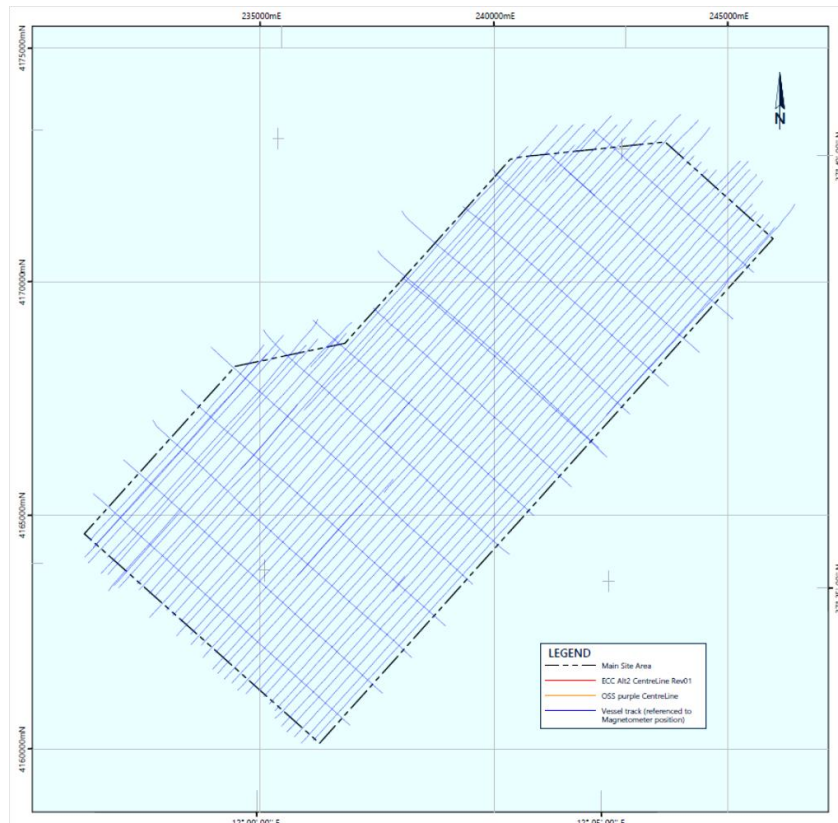 235000mE
240000mE
245000mE
4175000mN
4170000mN
4165000mN
4160000mN
N
LEGEND
Main Site Area
ECC Alt2 CentreLine Rev01
OSS purple CentreLine
Vessel track (referenced to
Magnetometer position)